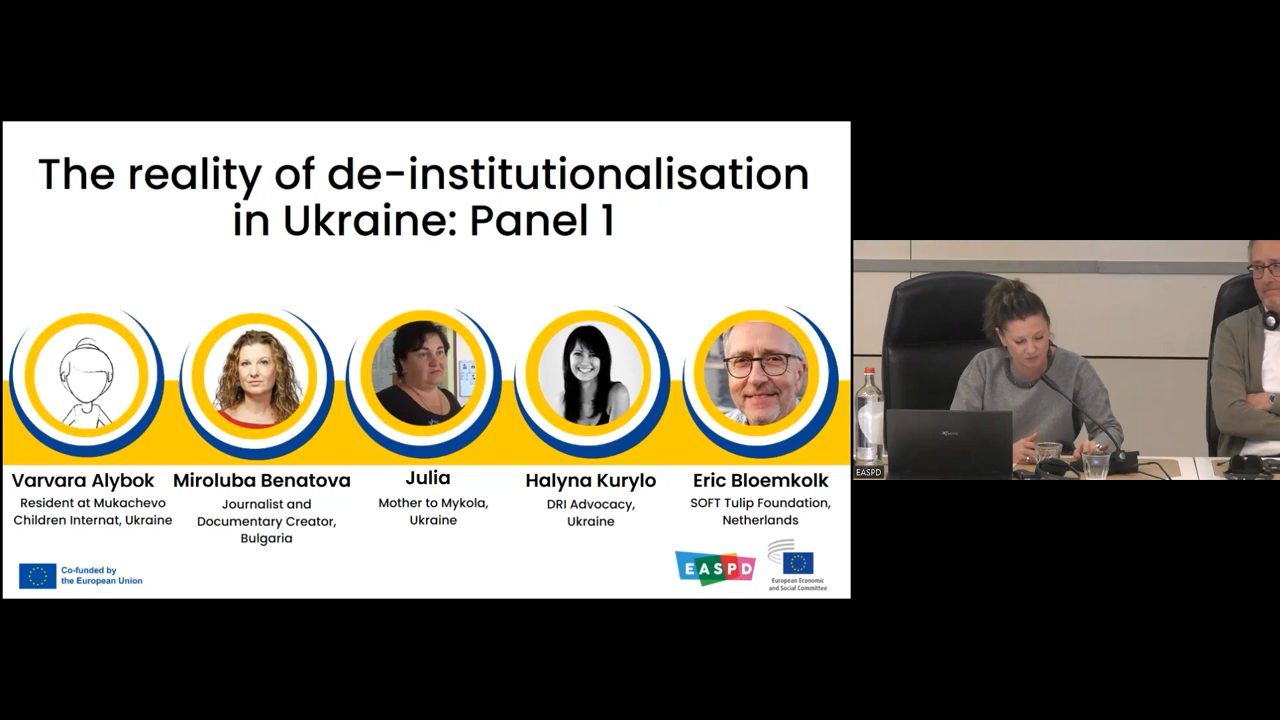 The reality of de-institutionalisation
in Ukraine: Panel 1
Varvara Alybok
Resident at Mukachevo
Children Internat, Ukraine
Miroluba Benatova
Journalist and
Documentary Creator,
Bulgaria
Julia
Mother to Mykola,
Ukraine
Halyna Kurylo
DRI Advocacy,
Ukraine
Eric Bloemkolk
SOFT Tulip Foundation,
Netherlands
Co-funded by
the European Union
EASPD
European Economic
and Social Committee
EASPD